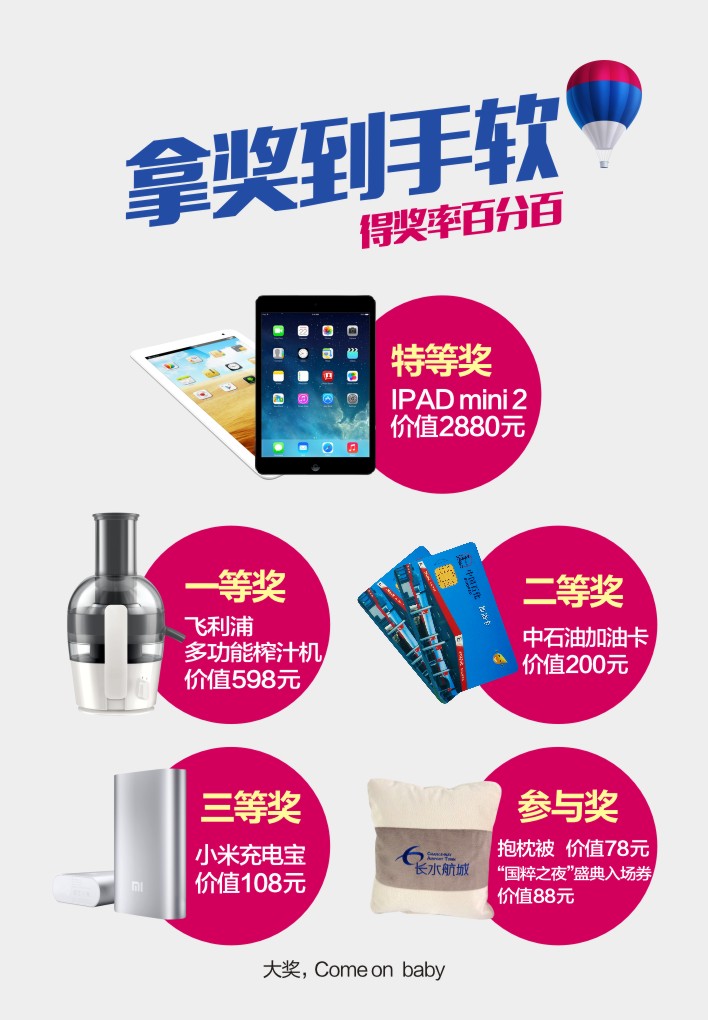 拿奖到手软
得奖率百分百
特等奖
IPAD mini 2
价值2880元
一等奖
飞利浦
多功能榨汁机
价值598元
二等奖
中石油加油卡
价值200元
三等奖
小米充电宝
价值108元
mi
参与奖
抱枕被 价值78元
“国粹之夜”盛典入场券
价值88元
长水航城
大奖，Come on baby